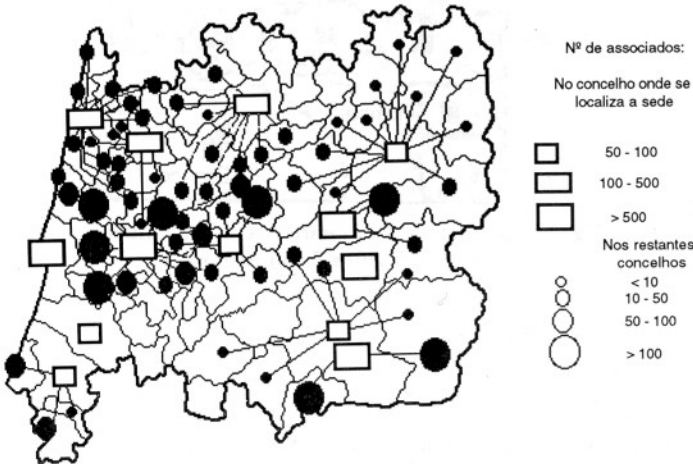 Nº de associados:
No concelho onde se
localiza a sede
50 - 100
100 - 500
> 500
Nos restantes
concelhos
< 10
10 - 50
50 - 100
> 100